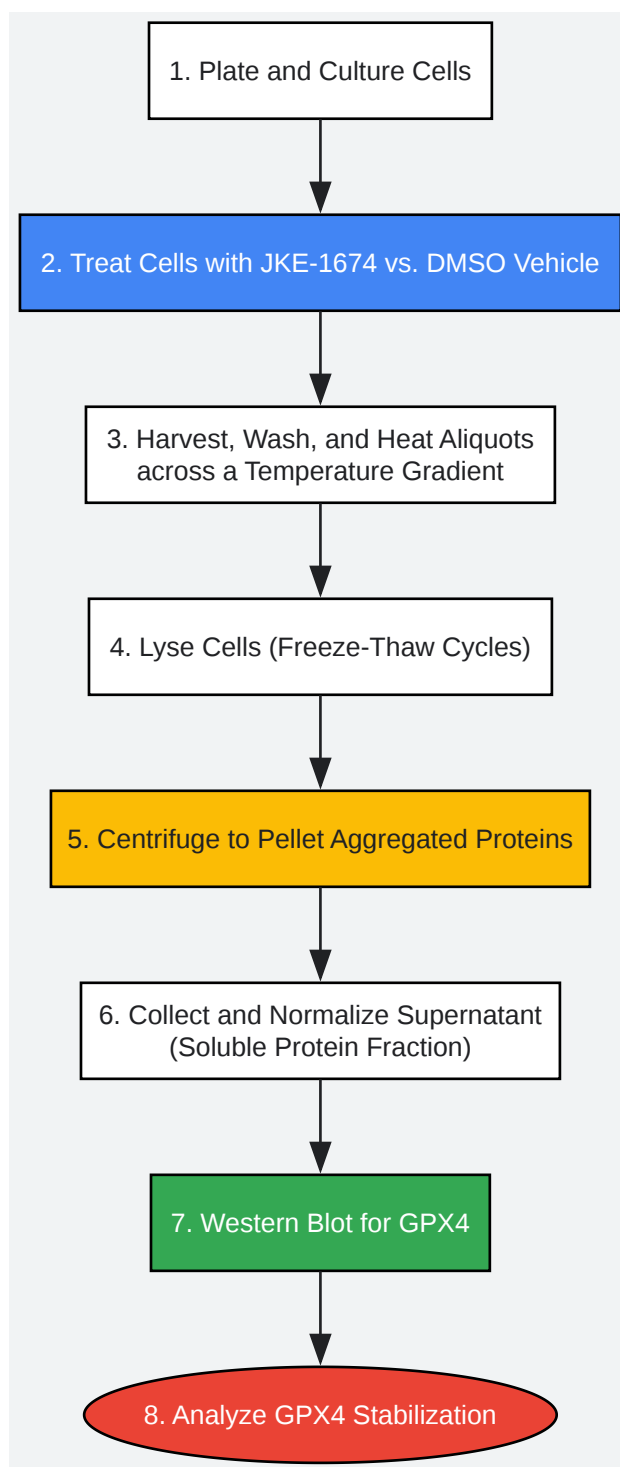 1. Plate and Culture Cells
2. Treat Cells with JKE-1674 vs. DMSO Vehicle
3. Harvest, Wash, and Heat Aliquots
across a Temperature Gradient
4. Lyse Cells (Freeze-Thaw Cycles)
5. Centrifuge to Pellet Aggregated Proteins
6. Collect and Normalize Supernatant
(Soluble Protein Fraction)
7. Western Blot for GPX4
8. Analyze GPX4 Stabilization